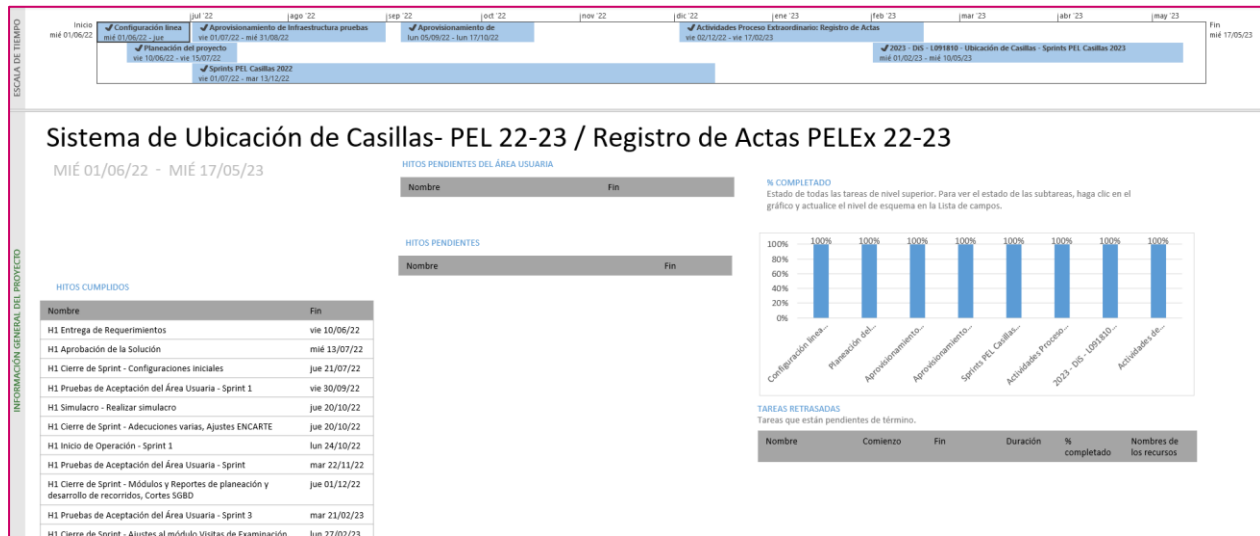 ESCALA DE TIEMPO
Inicio
mié 01/06/22
jul '22
ago '22
sep '22
oct '22
nov '22
dic '22
ene '23
feb '23
mar '23
abr '23
may '23
Configuración línea
mié 01/06/22 - jue
Aprovisionamiento de Infraestructura pruebas
vie 01/07/22 - mié 31/08/22
Aprovisionamiento de
lun 05/09/22 - lun 17/10/22
Actividades Proceso Extraordinario: Registro de Actas
vie 02/12/22 - vie 17/02/23
Planeación del proyecto
vie 10/06/22 - vie 15/07/22
2023 - DiS - L091810 - Ubicación de Casillas - Sprints PEL Casillas 2023
mié 01/02/23 - mié 10/05/23
Sprints PEL Casillas 2022
vie 01/07/22 - mar 13/12/22
Fin
mié 17/05/23
INFORMACIÓN GENERAL DEL PROYECTO
Sistema de Ubicación de Casillas- PEL 22-23 / Registro de Actas PELEx 22-23
MIÉ 01/06/22 - MIÉ 17/05/23
HITOS CUMPLIDOS
Nombre Fin
H1 Entrega de Requerimientos vie 10/06/22
H1 Aprobación de la Solución mié 13/07/22
H1 Cierre de Sprint - Configuraciones iniciales jue 21/07/22
H1 Pruebas de Aceptación del Área Usuaria - Sprint 1 vie 30/09/22
H1 Simulacro - Realizar simulacro jue 20/10/22
H1 Cierre de Sprint - Adecuciones varias, Ajustes ENCARTE jue 20/10/22
H1 Inicio de Operación - Sprint 1 lun 24/10/22
H1 Pruebas de Aceptación del Área Usuaria - Sprint mar 22/11/22
H1 Cierre de Sprint - Módulos y Reportes de planeación y jue 01/12/22
desarrollo de recorridos, Cortes SGBD
H1 Pruebas de Aceptación del Área Usuaria - Sprint 3 mar 21/02/23
H1 Cierre de Sprint - Ajustes al módulo Visitas de Examinación lun 27/02/23
HITOS PENDIENTES DEL ÁREA USUARIA
Nombre Fin
HITOS PENDIENTES
Nombre Fin
% COMPLETADO
Estado de todas las tareas de nivel superior. Para ver el estado de las subtareas, haga clic en el
gráfico y actualice el nivel de esquema en la Lista de campos.
100% 100% 100% 100% 100% 100% 100% 100%
100%
80%
60%
40%
20%
0%
Configuración línea...
Planeación del...
Aprovisionamiento...
Aprovisionamiento...
Sprints PEL Casillas...
Actividades Proceso...
2023 - DiS - L091810...
Actividades de...
TAREAS RETRASADAS
Tareas que están pendientes de término.
Nombre Comienzo Fin Duración % completado Nombres de los recursos